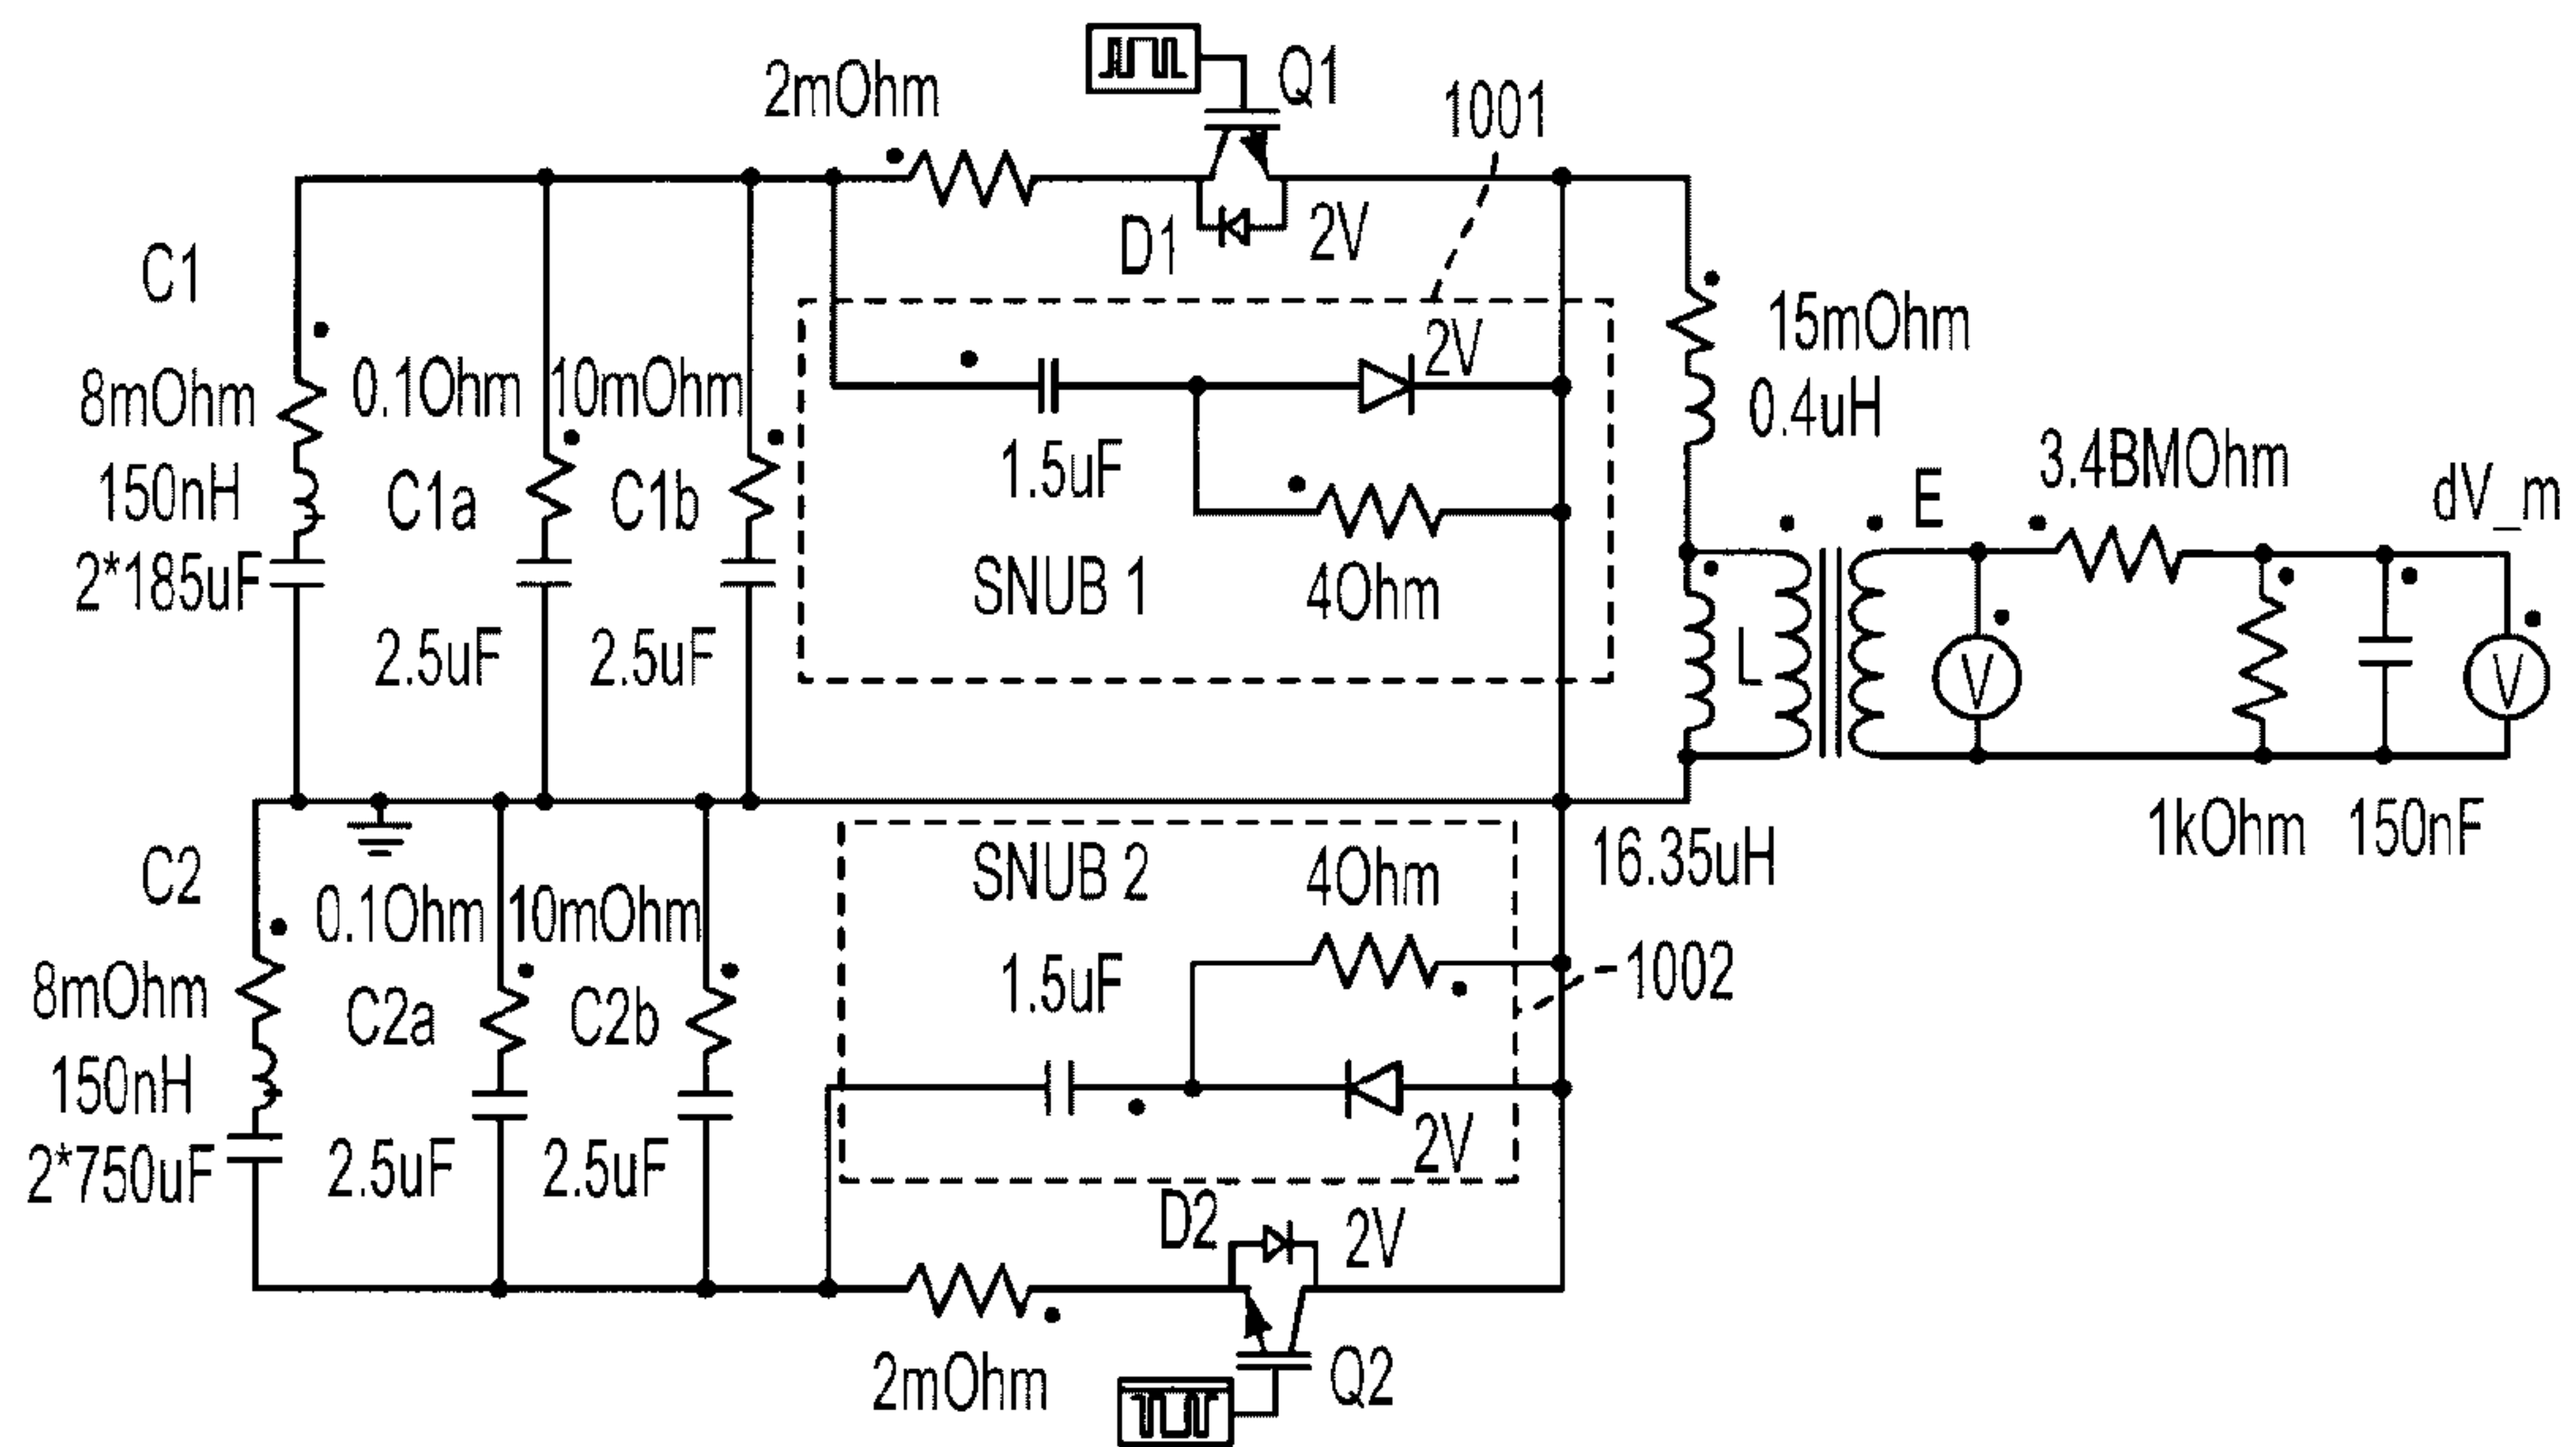 2mOhm
Q1
1001
D1
2V
C1
8mOhm
150nH
2*185uF
0.1Ohm
C1a
2.5uF
10mOhm
C1b
2.5uF
2V
1.5uF
SNUB 1
4Ohm
15mOhm
0.4uH
L
E
3.4BMOhm
dV_m
V
V
1kOhm
150nF
16.35uH
C2
8mOhm
150nH
2*750uF
0.1Ohm
C2a
2.5uF
10mOhm
C2b
2.5uF
SNUB 2
4Ohm
1.5uF
1002
2V
D2
2V
2mOhm
Q2